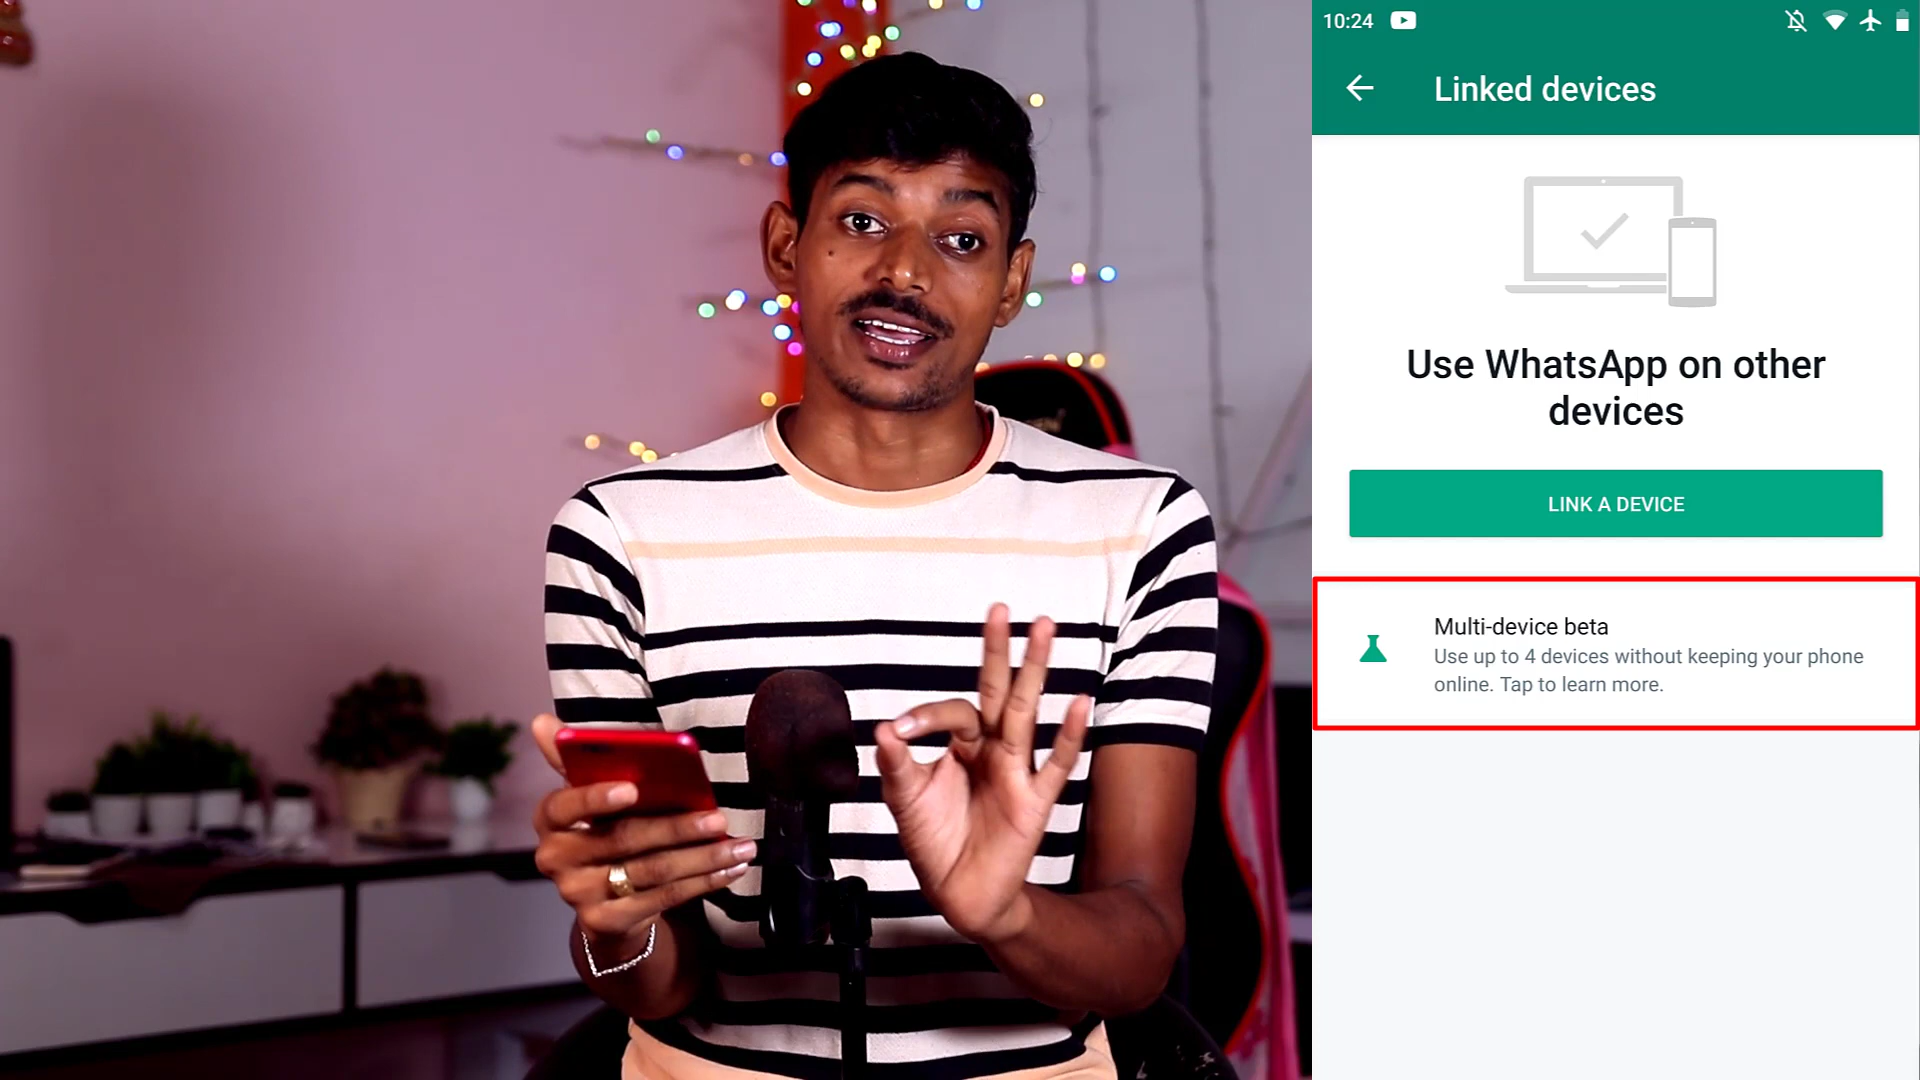 10:24
Linked devices
Use WhatsApp on other
devices
LINK A DEVICE
Multi-device beta
Use up to 4 devices without keeping your phone
online. Tap to learn more.